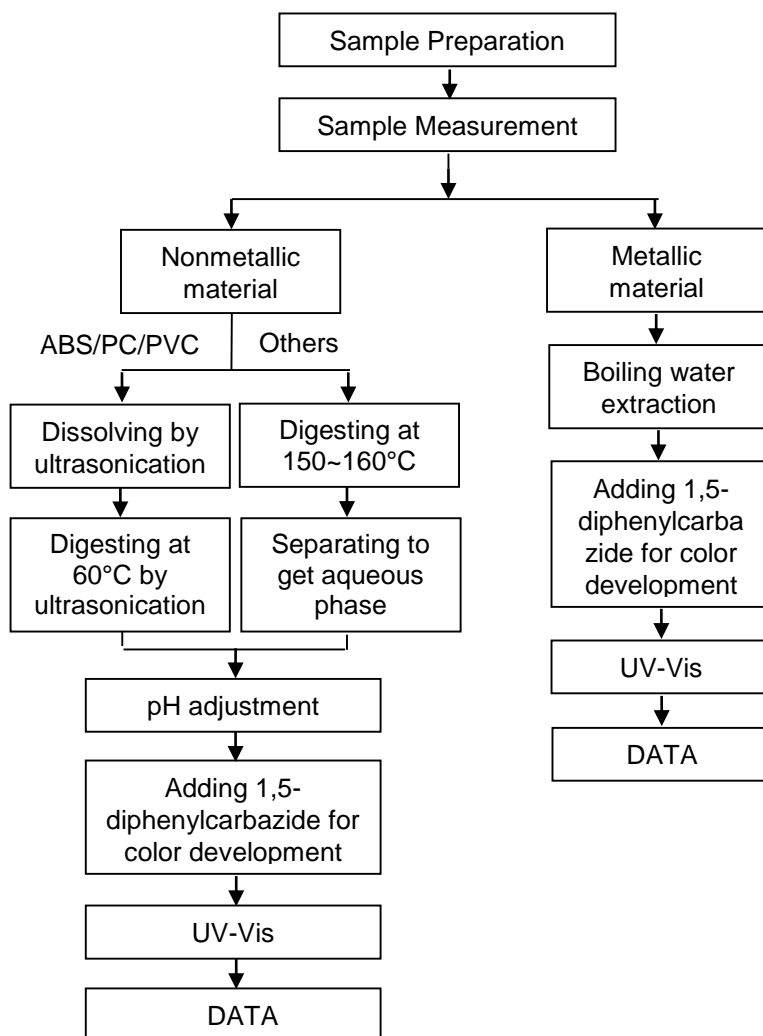 Sample Preparation
Sample Measurement
Nonmetallic
material
Metallic
material
ABS/PC/PVC
Others
Dissolving by
ultrasonication
Digesting at
150~160°C
Boiling water
extraction
Digesting at
60°C by
ultrasonication
Separating to
get aqueous
phase
Adding 1,5-
diphenylcarba
zide for color
development
pH adjustment
UV-Vis
Adding 1,5-
diphenylcarbazide for
color development
DATA
UV-Vis
DATA